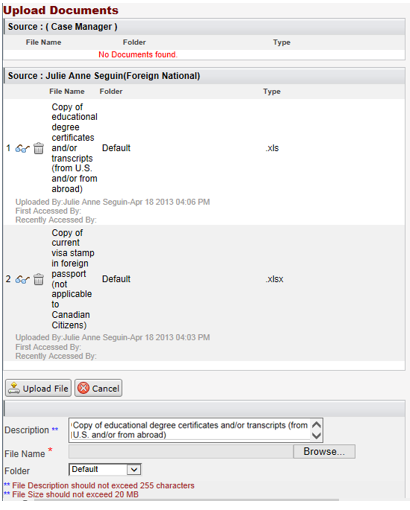 Upload Documents
Source : ( Case Manager )
File Name Folder Type
No Documents found.
Source : Julie Anne Seguin(Foreign National)
File Name Folder Type
Copy of
educational
degree
certificates
and/or
1 transcripts Default .xls
(from U.S.
and/or from
abroad)
Uploaded By:Julie Anne Seguin-Apr 18 2013 04:06 PM
First Accessed By:
Recently Accessed By:
Copy of
current
visa stamp
in foreign
2 passport Default .xlsx
(not
applicable
to
Canadian
Citizens)
Uploaded By:Julie Anne Seguin-Apr 18 2013 04:03 PM
First Accessed By:
Recently Accessed By:
Upload File Cancel
Description ** Copy of educational degree certificates and/or transcripts (from
U.S. and/or from abroad)
File Name * Browse...
Folder Default
** File Description should not exceed 255 characters
** File Size should not exceed 20 MB